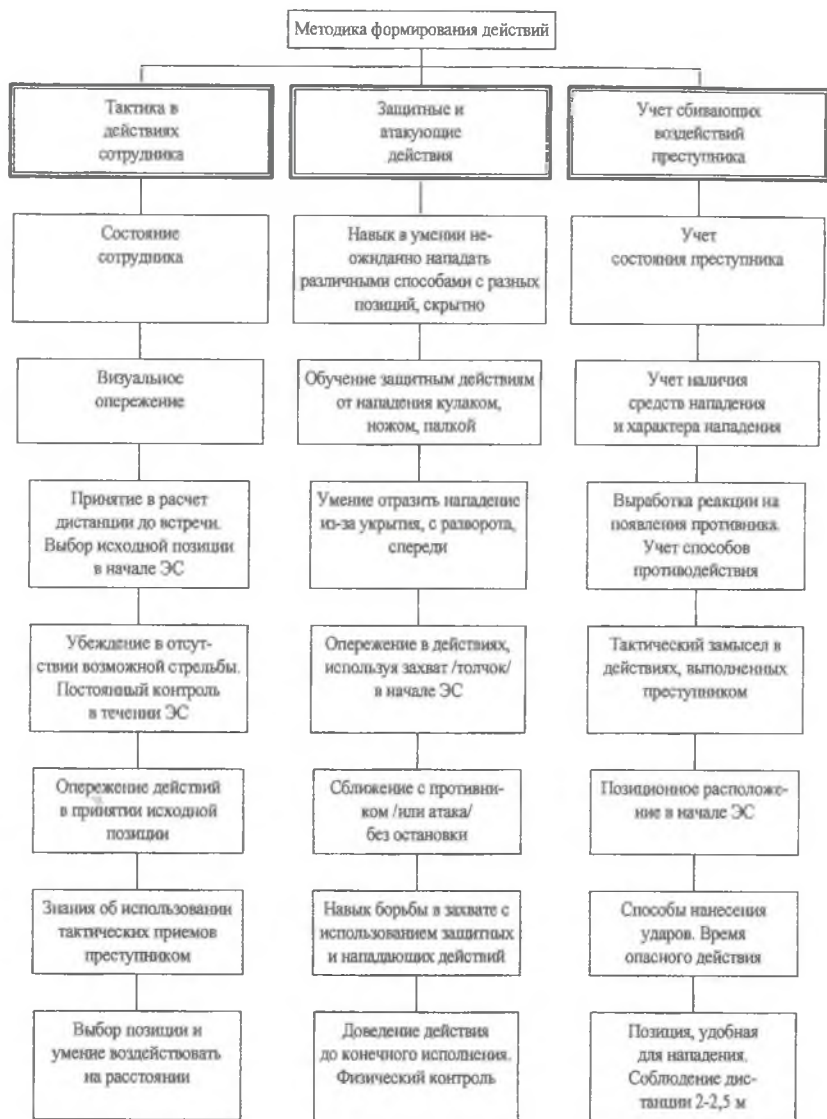 Методика формирования действий
Тактика в
действиях
сотрудника
Защитные и
атакующие
действия
Учет сбивающих
воздействий
преступника
Состояние
сотрудника
Навык в умении не-
ожиданно нападать
различными способами с разных
позиций, скрытно
Учет
состояния преступника
Визуальное
опережение
Обучение защитным действиям
от нападения кулаком,
ножом, палкой
Учет наличия
средств нападения
и характера нападения
Принятие в расчет
дистанции до встречи.
Выбор исходной позиции
в начале ЭС
Умение отразить нападение
из-за укрытия, с разворота,
спереди
Выработка реакции на
появления противника.
Учет способов
противодействия
Убеждение в отсут-
ствии возможной стрельбы.
Постоянный контроль
в течении ЭС
Опережение в действиях,
используя захват /толчок/
в начале ЭС
Тактический замысел в
действиях, выполненных
преступником
Опережение действий
в принятии исходной
позиции
Сближение с противни-
ком /или атака/
без остановки
Позиционное расположе-
ние в начале ЭС
Знания об использовании
тактических приемов
преступником
Навык борьбы в захвате с
использованием защитных
и нападающих действий
Способы нанесения
ударов. Время
опасного действия
Выбор позиции и
умение воздействовать
на расстоянии
Доведение действия
до конечного исполнения.
Физический контроль
Позиция, удобная
для нападения.
Соблюдение дис-
танции 2-2,5 м